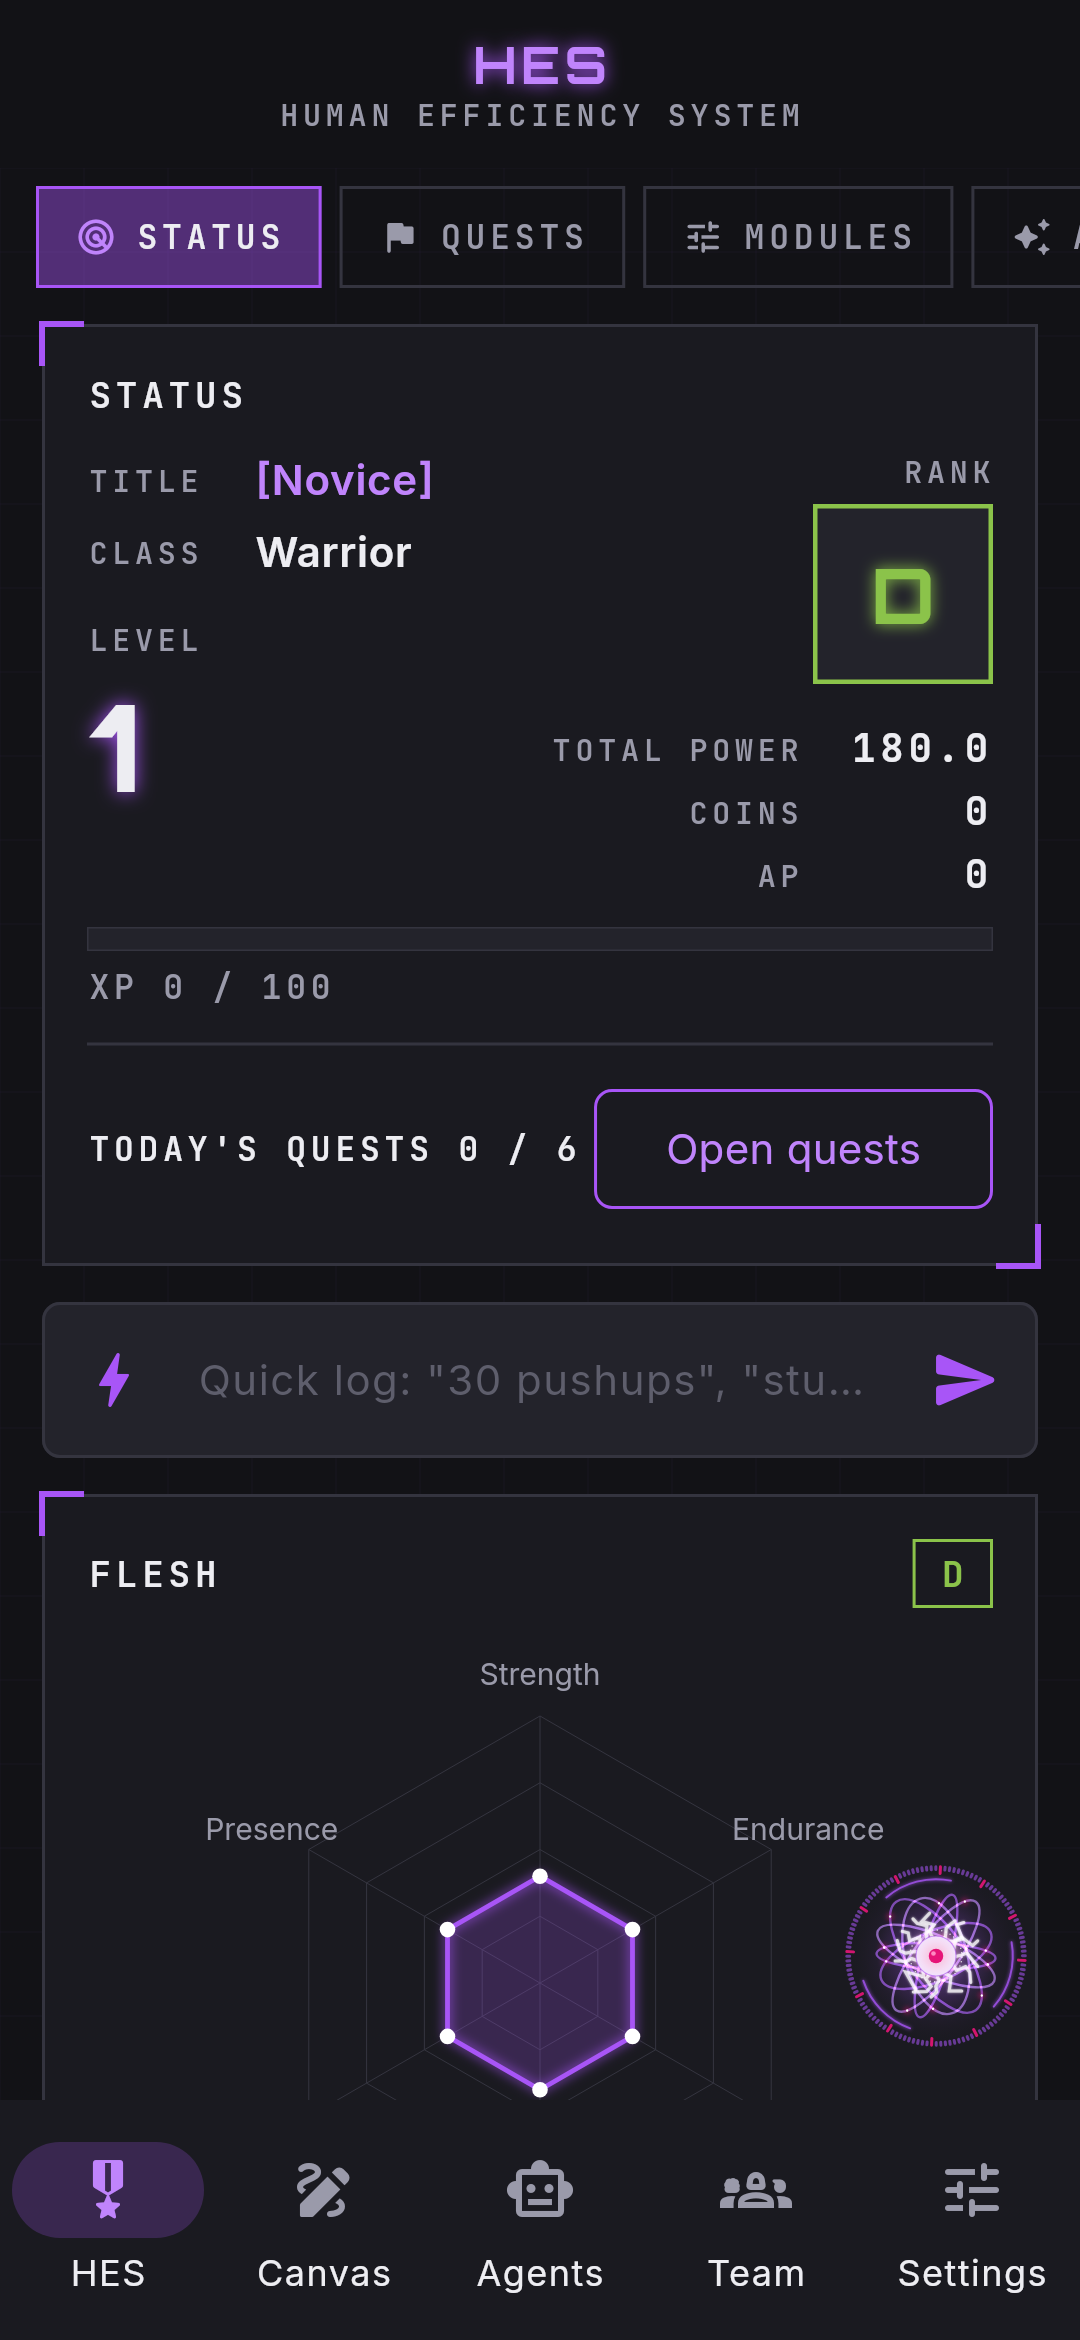 HES
HUMAN EFFICIENCY SYSTEM
STATUS
QUESTS
MODULES
STATUS
TITLE [Novice]
RANK
CLASS Warrior
D
LEVEL
1
TOTAL POWER 180.0
COINS 0
AP 0
XP 0 / 100
TODAY'S QUESTS 0 / 6
Open quests
Quick log: "30 pushups", "stu...
FLESH
D
Strength
Presence
Endurance
HES
Canvas
Agents
Team
Settings